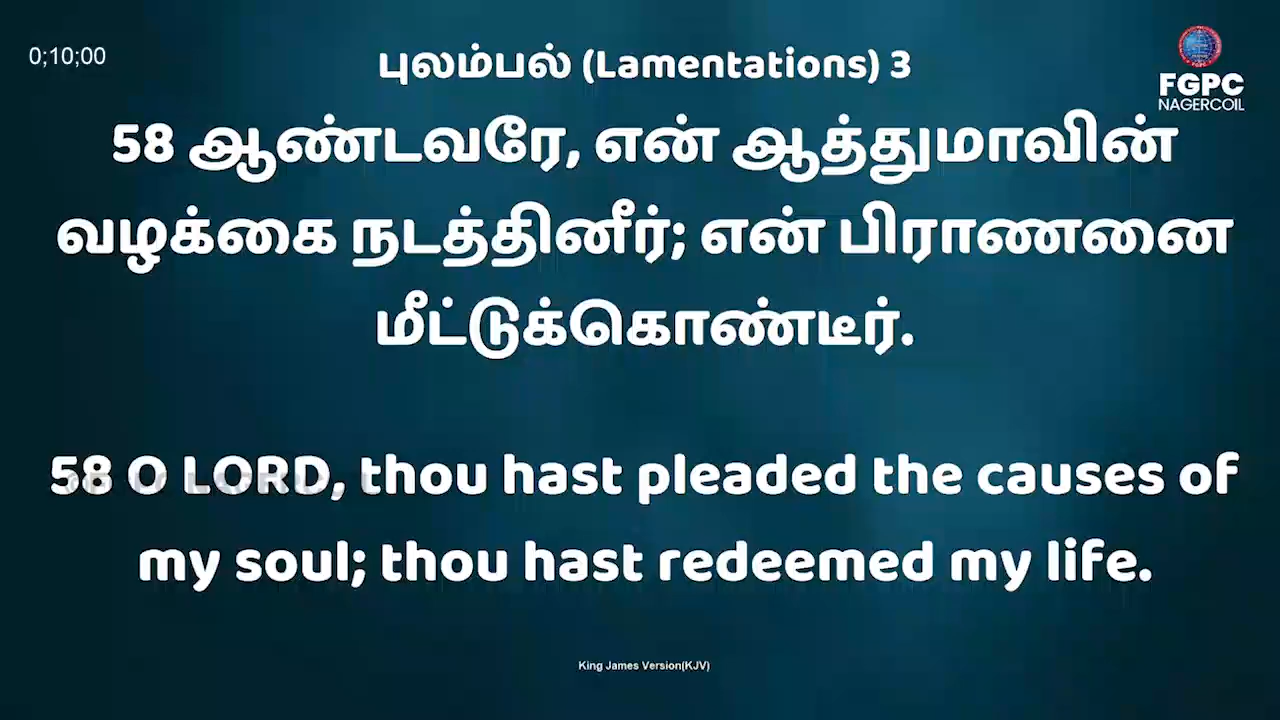 0;10;00
புலம்பல் (Lamentations) 3
FGPC
NAGERCOIL
58 ஆண்டவரே, என் ஆத்துமாவின்
வழக்கை நடத்தினீர்; என் பிராணனை
மீட்டுக்கொண்டீர்.
58 O LORD, thou hast pleaded the causes of
my soul; thou hast redeemed my life.
King James Version(KJV)